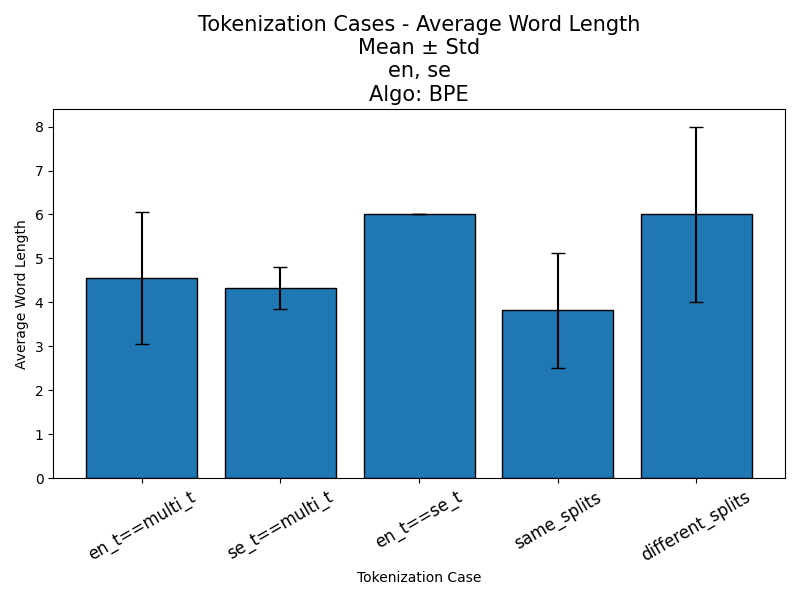 Tokenization Cases - Average Word Length
Mean ± Std
en, se
Algo: BPE
Average Word Length
8
7
6
5
4
3
2
1
0
en_t==multi_t
se_t==multi_t
en_t==se_t
same_splits
different_splits
Tokenization Case